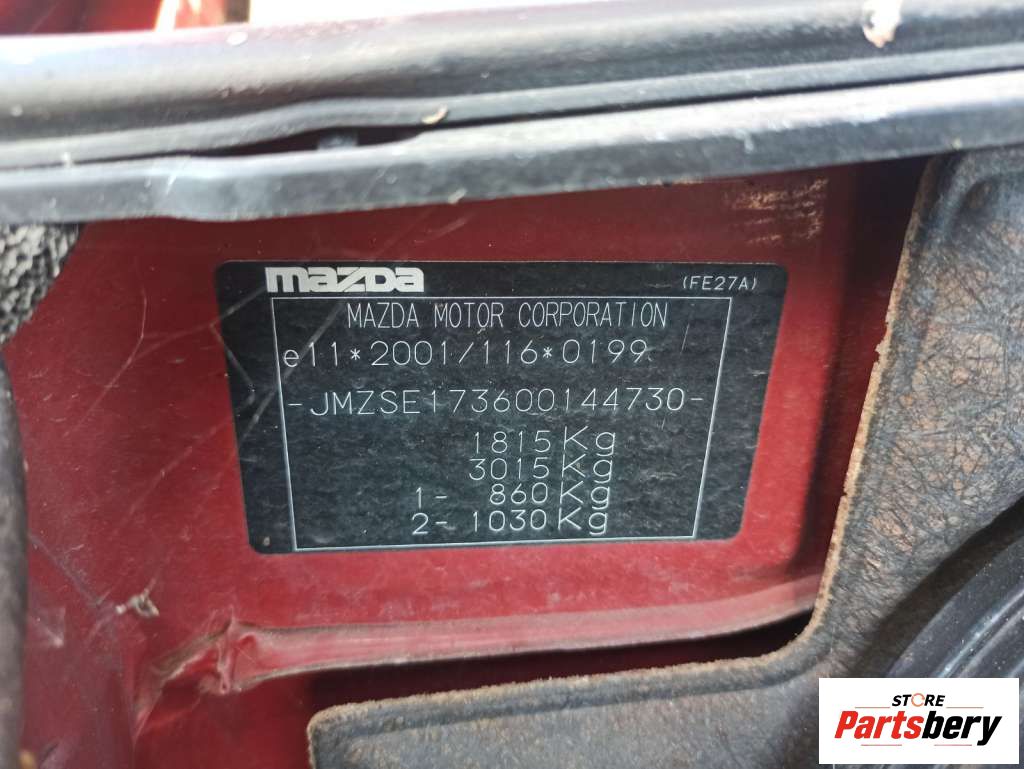 mazda (FE27A)
MAZDA MOTOR CORPORATION
e11*2001/116*0199
-JMZSE173600144730-
1815Kg
3015Kg
1- 860Kg
2- 1030Kg
STORE
Partsbery